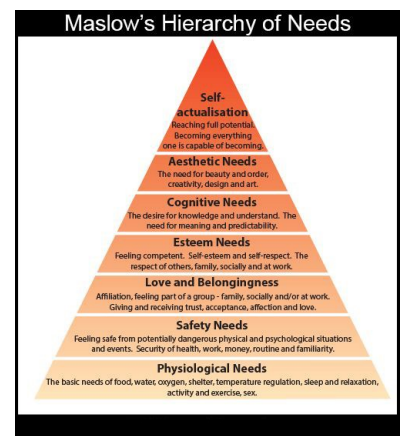 Maslow's Hierarchy of Needs
Self-
actualisation
Reaching full potential.
Becoming everything
one is capable of becoming.
Aesthetic Needs
The need for beauty and order,
creativity, design and art.
Cognitive Needs
The desire for knowledge and understand. The
need for meaning and predictability.
Esteem Needs
Feeling competent. Self-esteem and self-respect. The
respect of others, family, socially and at work.
Love and Belongingness
Affiliation, feeling part of a group - family, socially and/or at work.
Giving and receiving trust, acceptance, affection and love.
Safety Needs
Feeling safe from potentially dangerous physical and psychological situations
and events. Security of health, work, money, routine and familiarity.
Physiological Needs
The basic needs of food, water, oxygen, shelter, temperature regulation, sleep and relaxation,
activity and exercise, sex.